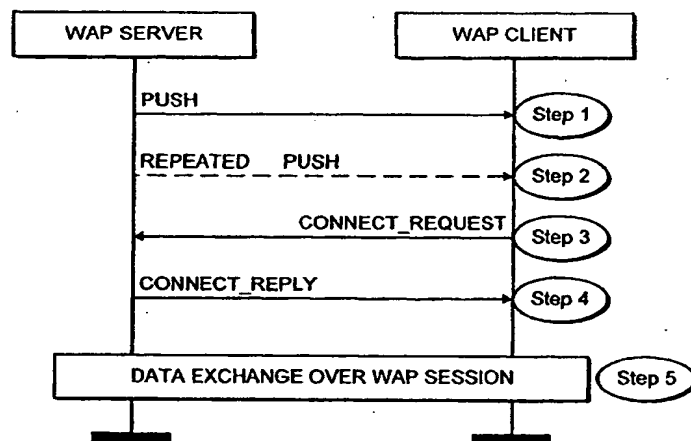 WAP SERVER
WAP CLIENT
PUSH
Step 1
REPEATED PUSH
Step 2
CONNECT_REQUEST
Step 3
CONNECT_REPLY
Step 4
DATA EXCHANGE OVER WAP SESSION
Step 5